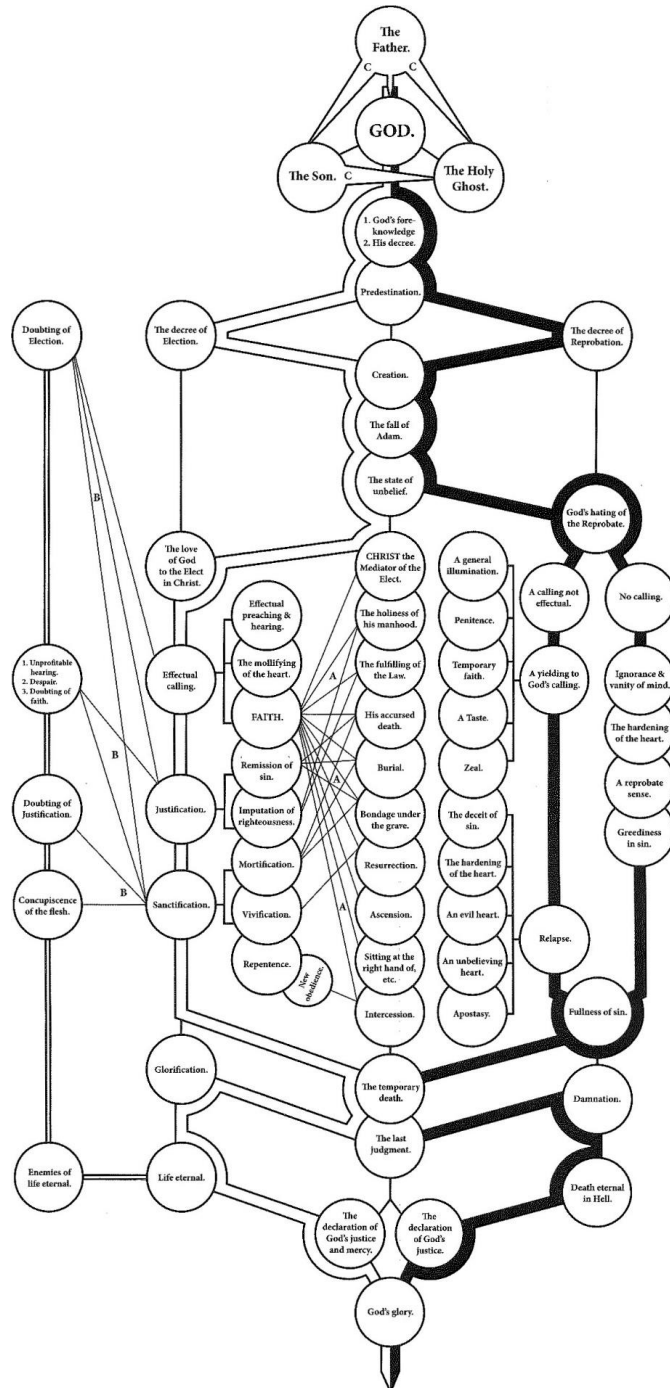 The
Father.
C
C
GOD.
The Son.
C
The Holy
Ghost.
1. God's fore-
knowledge
2. His decree.
Predestination.
Doubting of
Election.
The decree of
Election.
The decree of
Reprobation.
Creation.
The fall of
Adam.
The state of
unbelief.
B
God's hating of
the Reprobate.
The love
of God
to the Elect
in Christ.
CHRIST the
Mediator of the
Elect.
A general
illumination.
A calling not
effectual.
No calling.
Effectual
preaching &
hearing.
The holiness of
his manhood.
Penitence.
1. Unprofitable
hearing.
2. Despair.
3. Doubting of
faith.
Effectual
calling.
The mollifying
of the heart.
A
The fulfilling of
the Law.
Temporary
faith.
A yielding to
God's calling.
Ignorance &
vanity of mind.
FAITH.
His accursed
death.
A Taste.
The hardening
of the heart.
B
Remission of
sin.
Burial.
Zeal.
A reprobate
sense.
Doubting of
Justification.
Justification.
Imputation of
righteousness.
A
Bondage under
the grave.
The deceit of
sin.
Greediness
in sin.
Mortification.
Resurrection.
The hardening
of the heart.
Concupiscence
of the flesh.
B
Sanctification.
Vivification.
A
Ascension.
An evil heart.
Relapse.
Repentence.
New
obedience.
Sitting at the
right hand of,
etc.
An unbelieving
heart.
Intercession.
Apostasy.
Fullness of sin.
Glorification.
The temporary
death.
Damnation.
The last
judgment.
Enemies of
life eternal.
Life eternal.
Death eternal
in Hell.
The
declaration of
God's justice
and mercy.
The
declaration
of God's
justice.
God's glory.